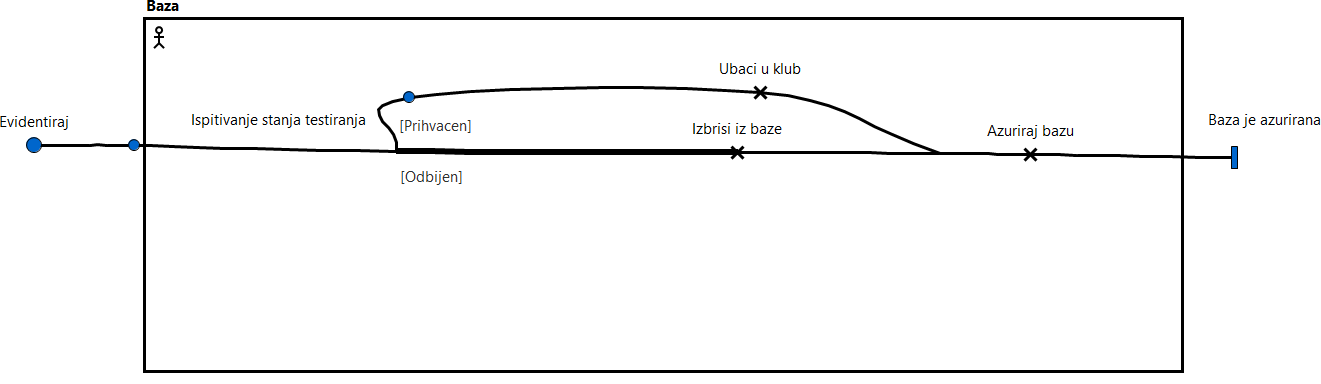 Baza
Ubaci u klub
Evidentiraj
Ispitivanje stanja testiranja
[Prihvacen]
Izbrisi iz baze
Azuriraj bazu
Baza je azurirana
[Odbijen]